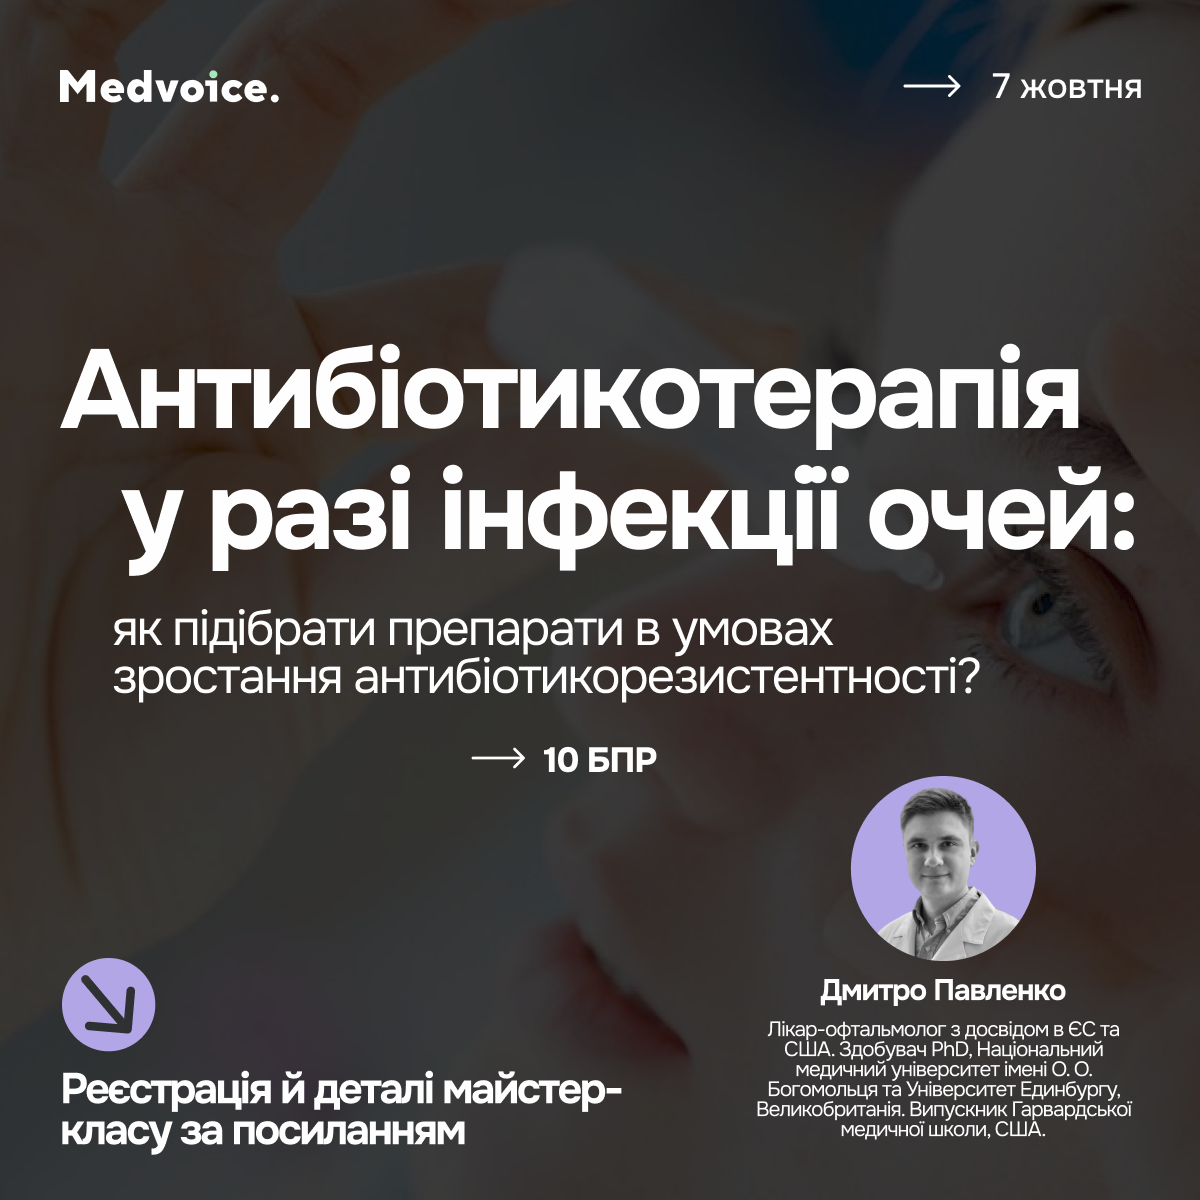 Medvoice.
7 жовтня
Антибіотикотерапія
у разі інфекції очей:
як підібрати препарати в умовах
зростання антибіотикорезистентності?
10 БПР
Дмитро Павленко
Лікар-офтальмолог з досвідом в ЄС та
США. Здобувач PhD, Національний
медичний університет імені О. О.
Богомольця та Університет Единбургу,
Великобританія. Випускник Гарвардської
медичної школи, США.
Реєстрація й деталі майстер-
класу за посиланням